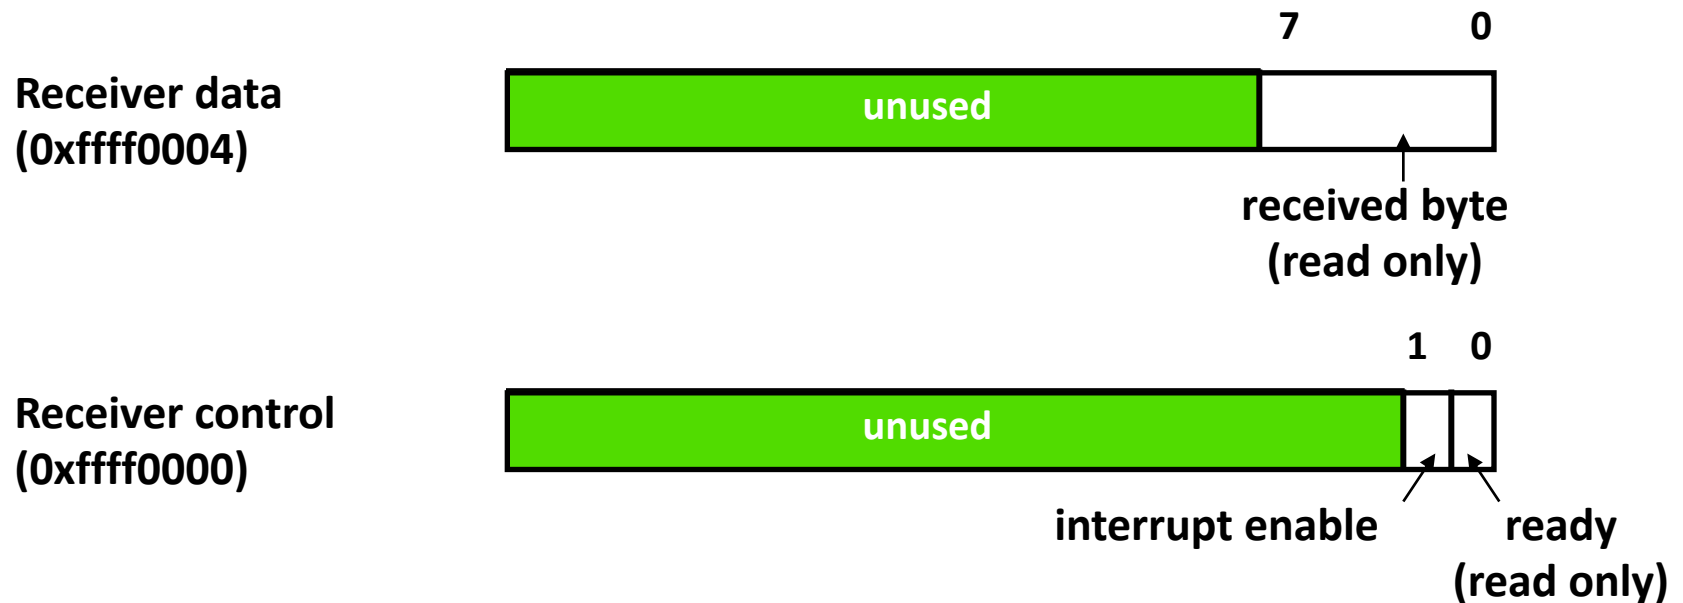 7 0
Receiver data
(0xffff0004)
unused
received byte
(read only)
1 0
Receiver control
(0xffff0000)
unused
interrupt enable
ready
(read only)